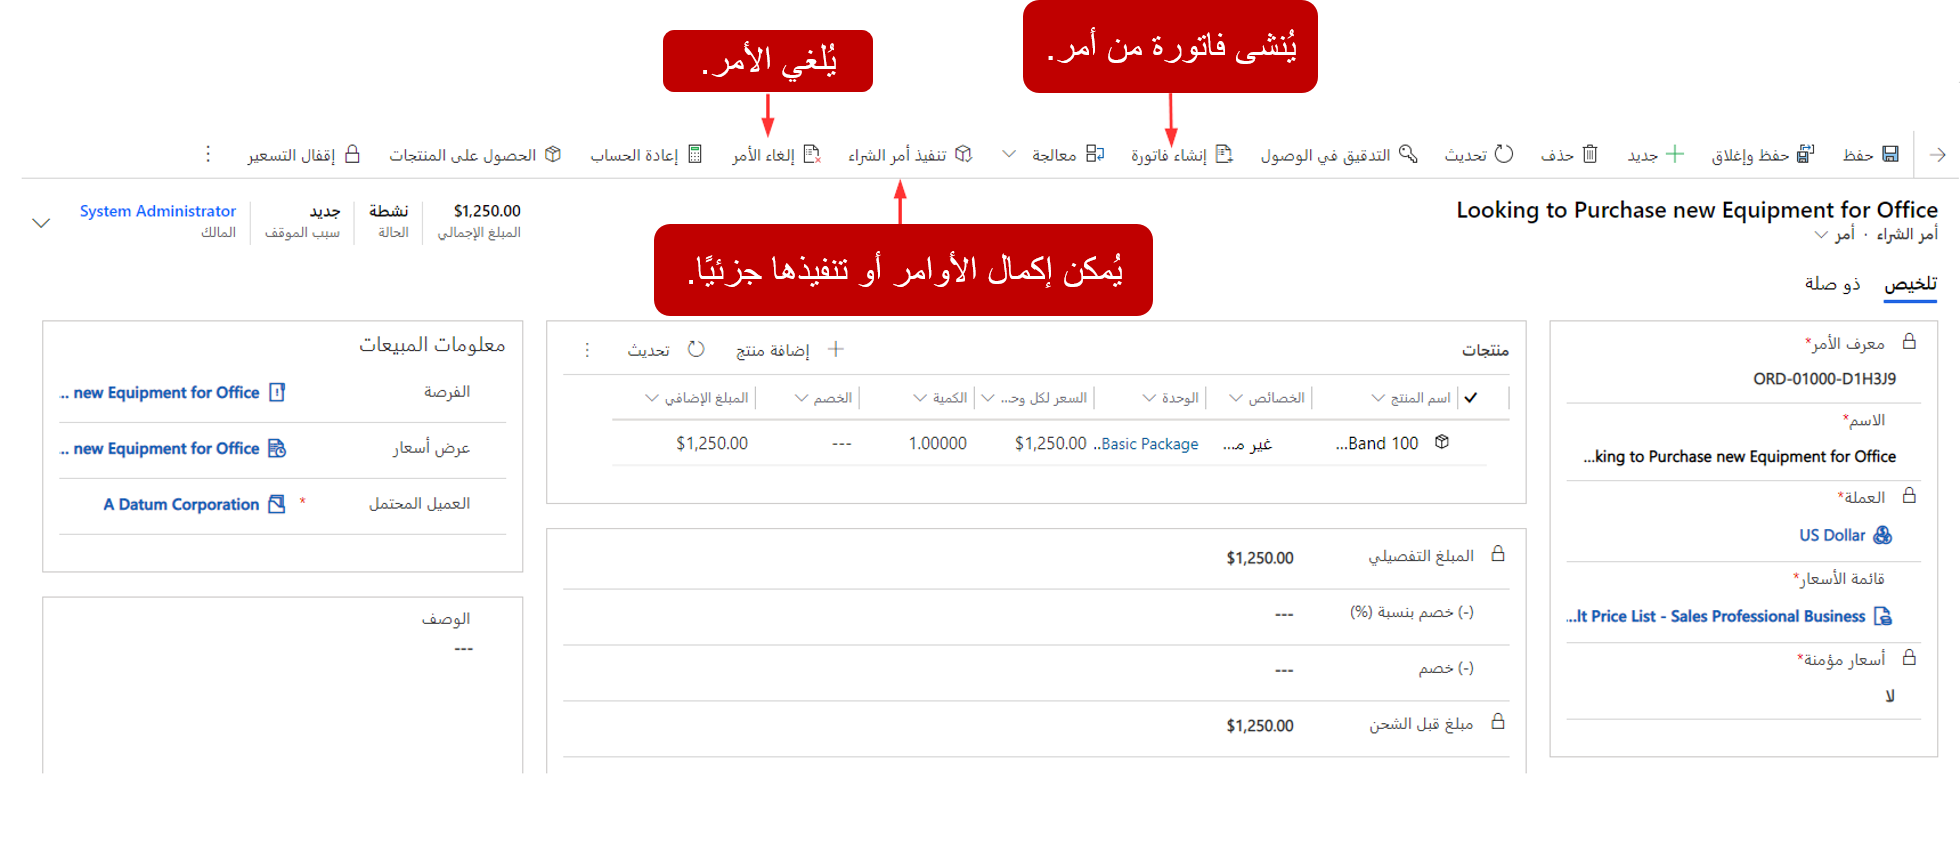 يُنشى فاتورة من أمر.
يُلغي الأمر.
حفظ
حفظ وإغلاق
جديد
حذف
تحديث
التدقيق في الوصول
إنشاء فاتورة
معالجة
تنفيذ أمر الشراء
إلغاء الأمر
إعادة الحساب
الحصول على المنتجات
إقفال التسعير
Looking to Purchase new Equipment for Office
أمر الشراء · أمر
$1,250.00
المبلغ الإجمالي
نشطة
الحالة
جديد
سبب الموقف
System Administrator
المالك
يُمكن إكمال الأوامر أو تنفيذها جزئيًا.
تلخيص
ذو صلة
معرف الأمر*
ORD-01000-D1H3J9
الاسم*
...king to Purchase new Equipment for Office
العملة*
US Dollar
قائمة الأسعار*
...lt Price List - Sales Professional Business
أسعار مؤمنة*
لا
منتجات
إضافة منتج
تحديث
اسم المنتج
الخصائص
الوحدة
السعر لكل وحـ...
الكمية
الخصم
المبلغ الإضافي
...Band 100
غير مـ...
..Basic Package
$1,250.00
1.00000
---
$1,250.00
المبلغ التفصيلي
$1,250.00
(-) خصم بنسبة (%)
---
(-) خصم
---
مبلغ قبل الشحن
$1,250.00
معلومات المبيعات
الفرصة
.. new Equipment for Office
عرض أسعار
.. new Equipment for Office
العميل المحتمل
*
A Datum Corporation
الوصف
---